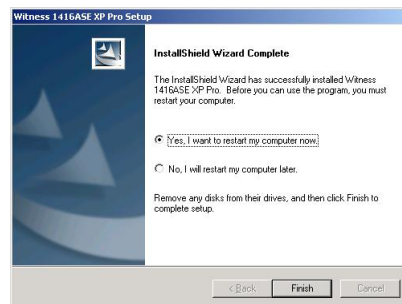 Witness 1416ASE XP Pro Setup
InstallShield Wizard Complete
The InstallShield Wizard has successfully installed Witness
1416ASE XP Pro. Before you can use the program, you must
restart your computer.
Yes, I want to restart my computer now.
No, I will restart my computer later.
Remove any disks from their drives, and then click Finish to
complete setup.
< Back
Finish
Cancel